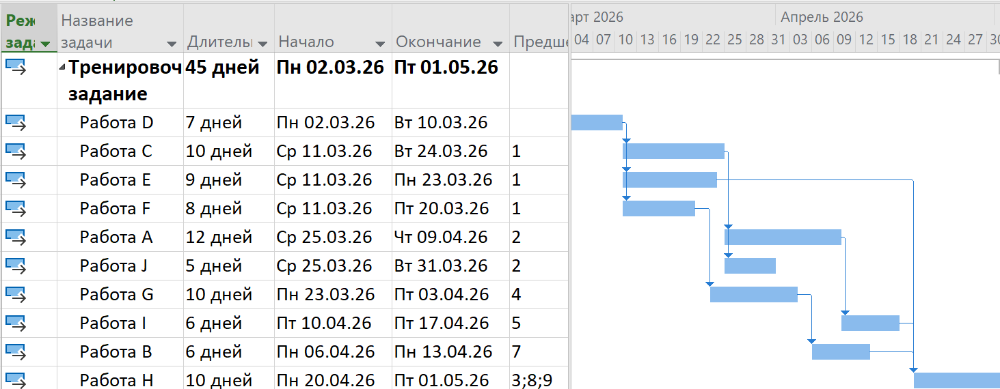 Реж
зада
Название
задачи
Длительн
Начало
Окончание
Предше
арт 2026
Апрель 2026
04 07 10 13 16 19 22 25 28 31 03 06 09 12 15 18 21 24 27 30
Тренировоч
задание
45 дней Пн 02.03.26 Пт 01.05.26
Работа D 7 дней Пн 02.03.26 Вт 10.03.26
Работа C 10 дней Ср 11.03.26 Вт 24.03.26 1
Работа E 9 дней Ср 11.03.26 Пн 23.03.26 1
Работа F 8 дней Ср 11.03.26 Пт 20.03.26 1
Работа A 12 дней Ср 25.03.26 Чт 09.04.26 2
Работа J 5 дней Ср 25.03.26 Вт 31.03.26 2
Работа G 10 дней Пн 23.03.26 Пт 03.04.26 4
Работа I 6 дней Пт 10.04.26 Пт 17.04.26 5
Работа B 6 дней Пн 06.04.26 Пн 13.04.26 7
Работа H 10 дней Пн 20.04.26 Пт 01.05.26 3;8;9